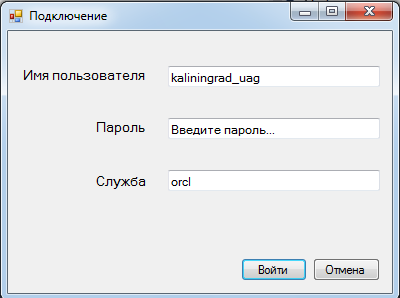 Подключение
Имя пользователя kaliningrad_uag
Пароль Введите пароль...
Служба orcl
Войти Отмена